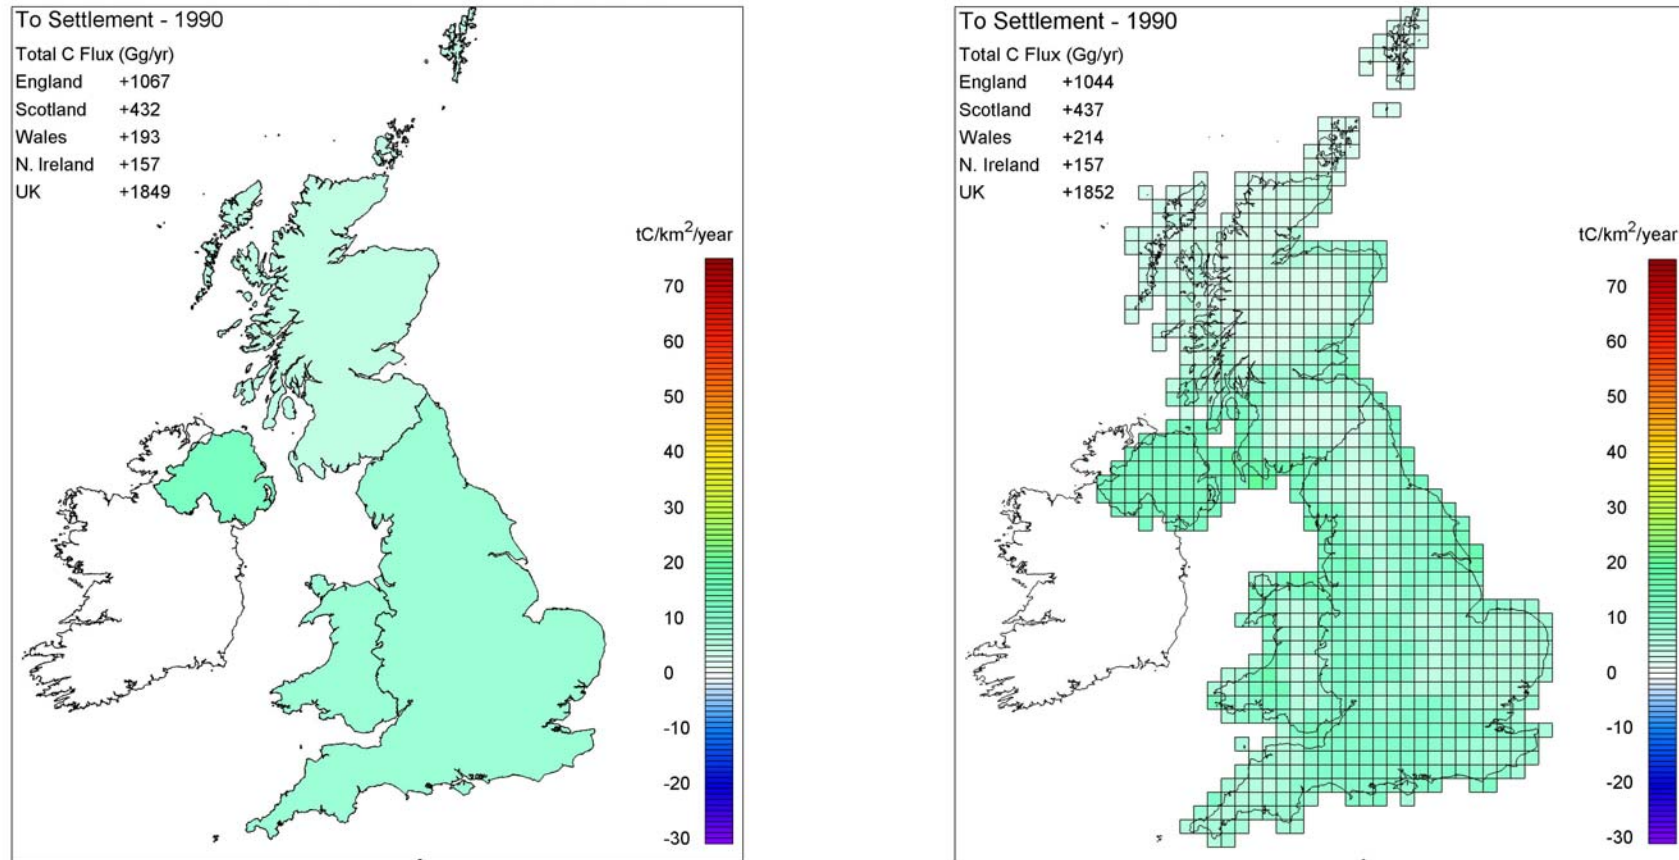 To Settlement - 1990
Total C Flux (Gg/yr)
England +1067
Scotland +432
Wales +193
N. Ireland +157
UK +1849
tC/km²/year
70
60
50
40
30
20
10
0
-10
-20
-30
To Settlement - 1990
Total C Flux (Gg/yr)
England +1044
Scotland +437
Wales +214
N. Ireland +157
UK +1852
tC/km²/year
70
60
50
40
30
20
10
0
-10
-20
-30